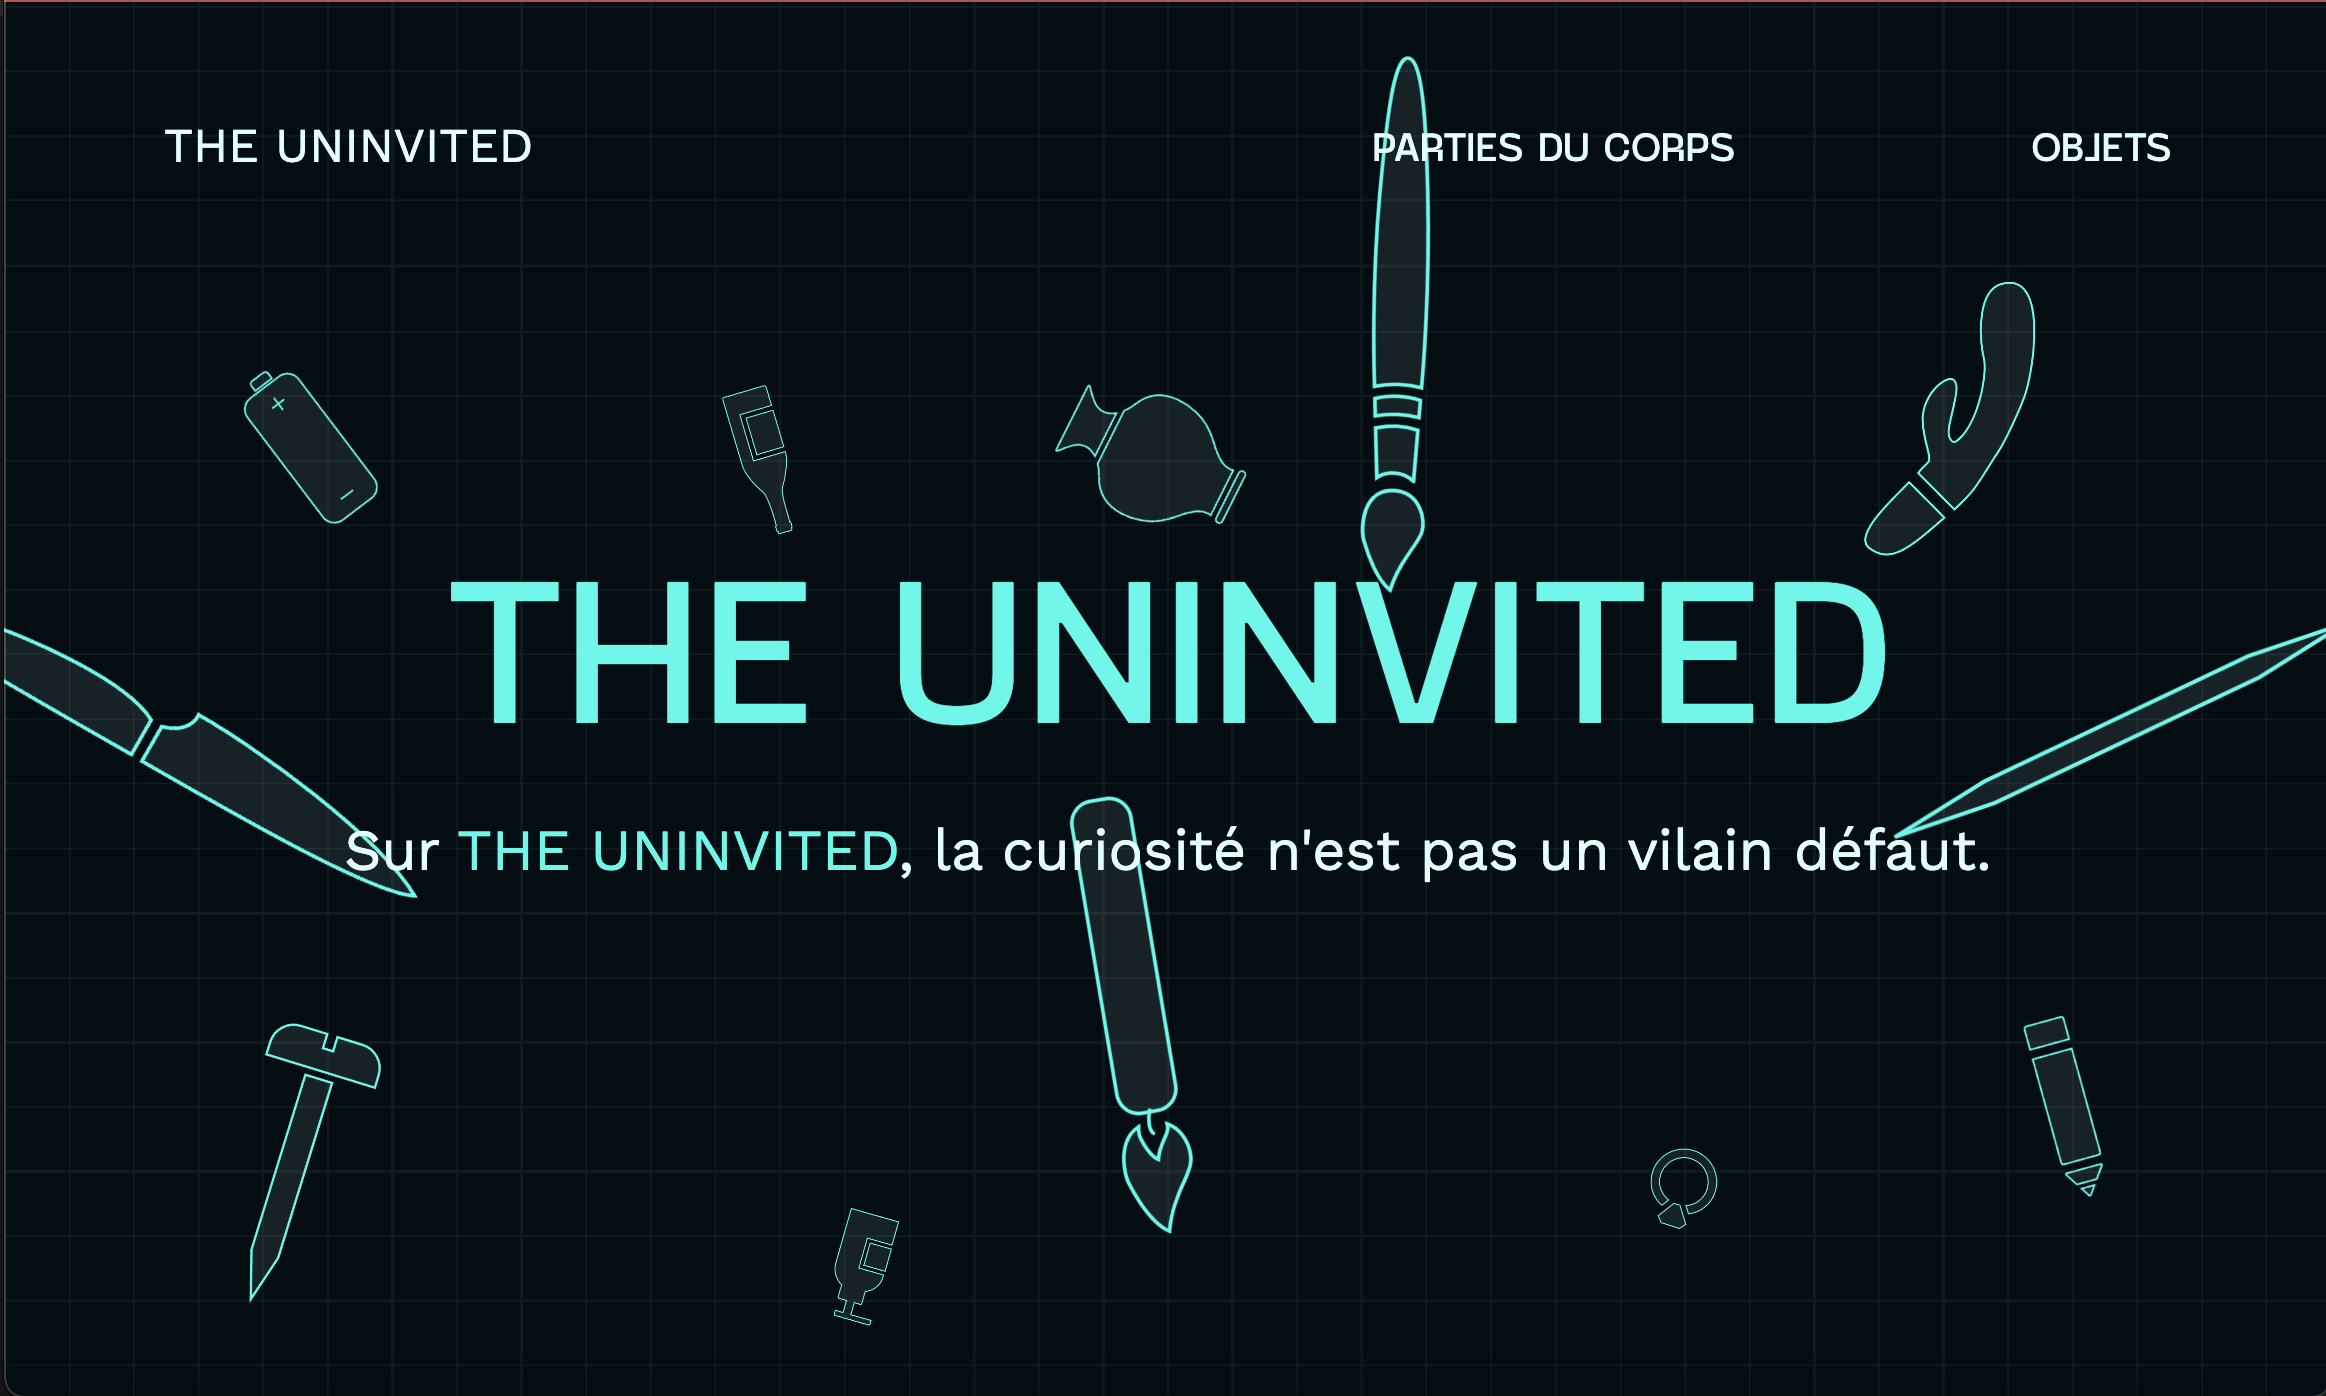 THE UNINVITED
PARTIES DU CORPS
OBJETS
THE UNINVITED
Sur THE UNINVITED, la curiosité n'est pas un vilain défaut.